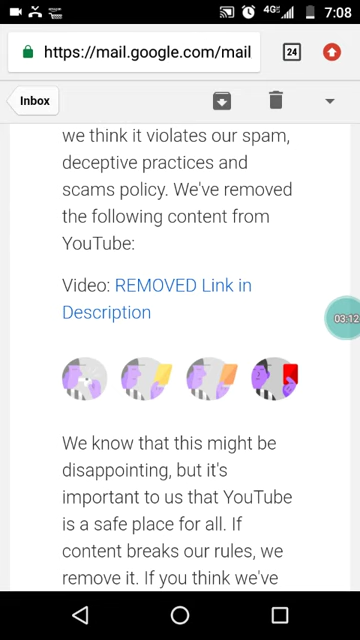 4G 7:08
https://mail.google.com/mail 24
Inbox
we think it violates our spam,
deceptive practices and
scams policy. We've removed
the following content from
YouTube:
Video: REMOVED Link in
Description
03:12
We know that this might be
disappointing, but it's
important to us that YouTube
is a safe place for all. If
content breaks our rules, we
remove it. If you think we've